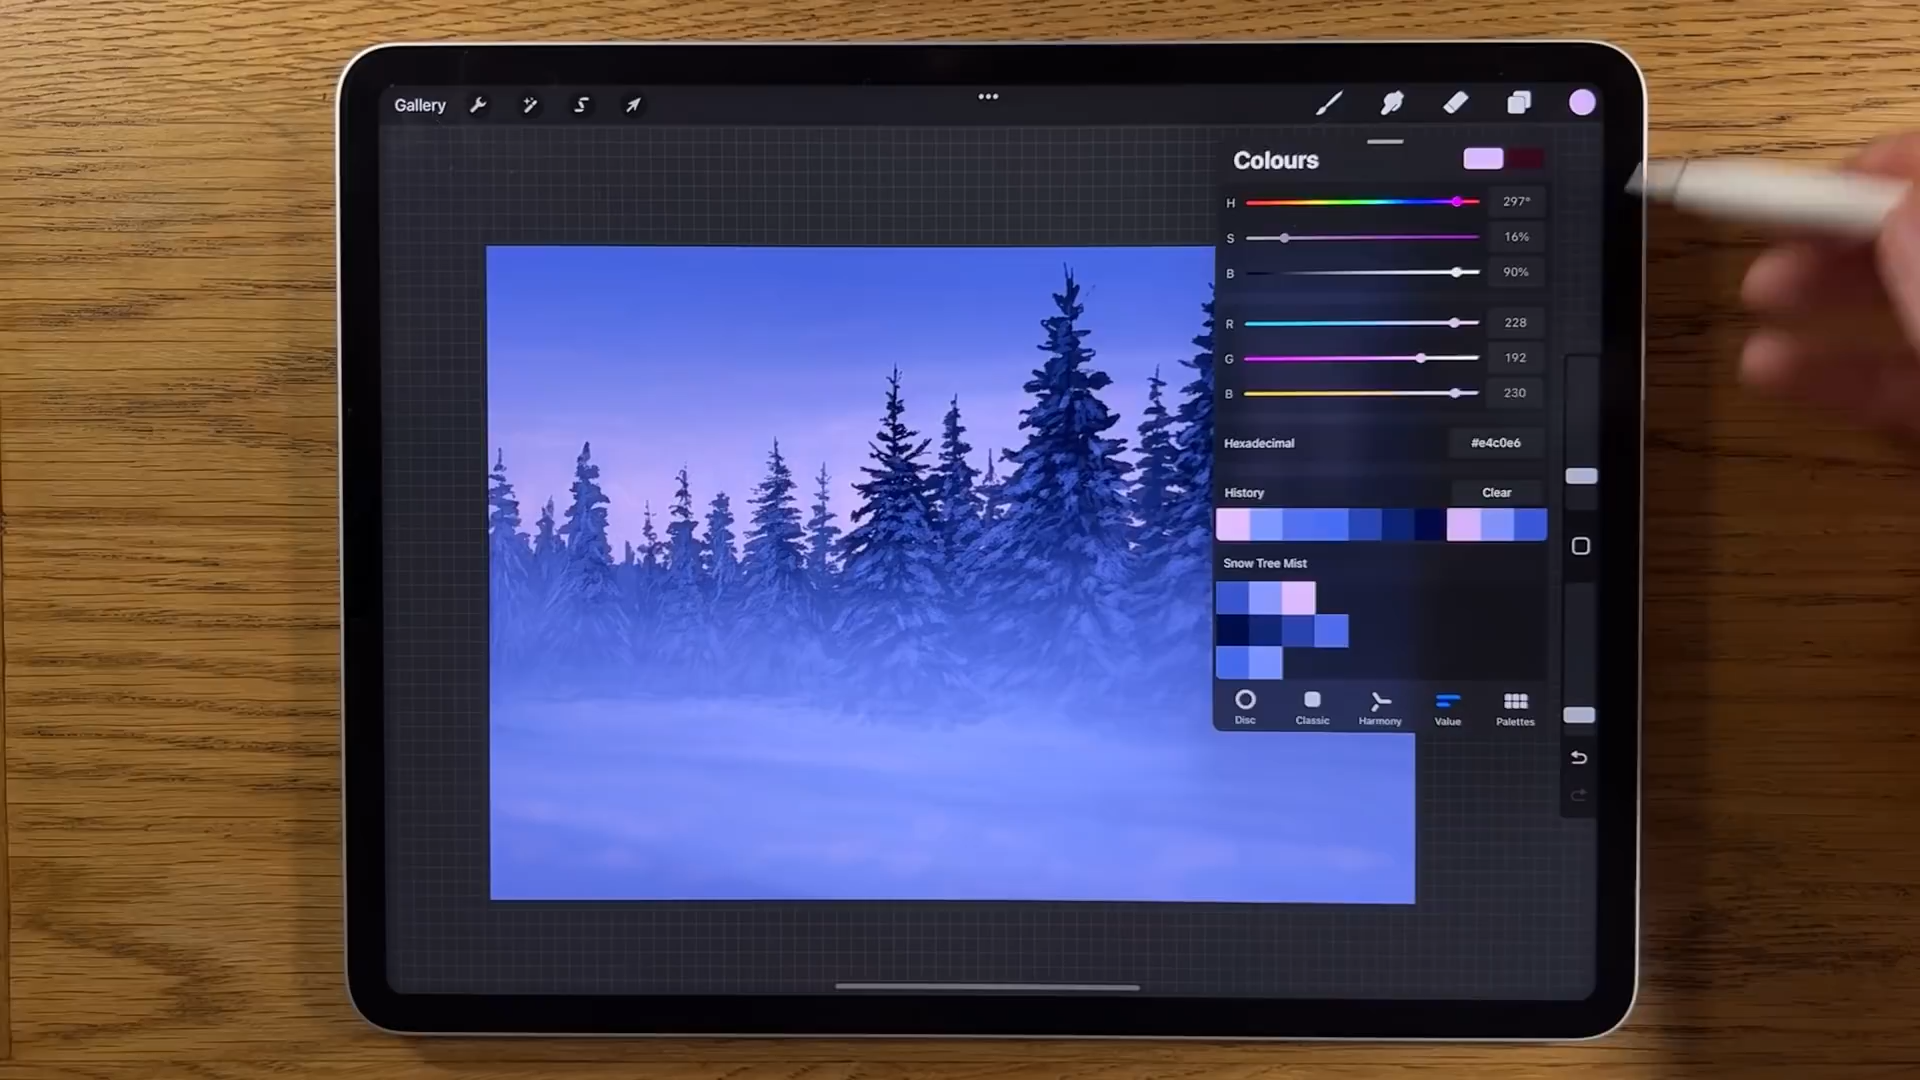 Gallery
Colours
H 297°
S 16%
B 90%
R 228
G 192
B 230
Hexadecimal #e4c0e6
History Clear
Snow Tree Mist
Disc Classic Harmony Value Palettes